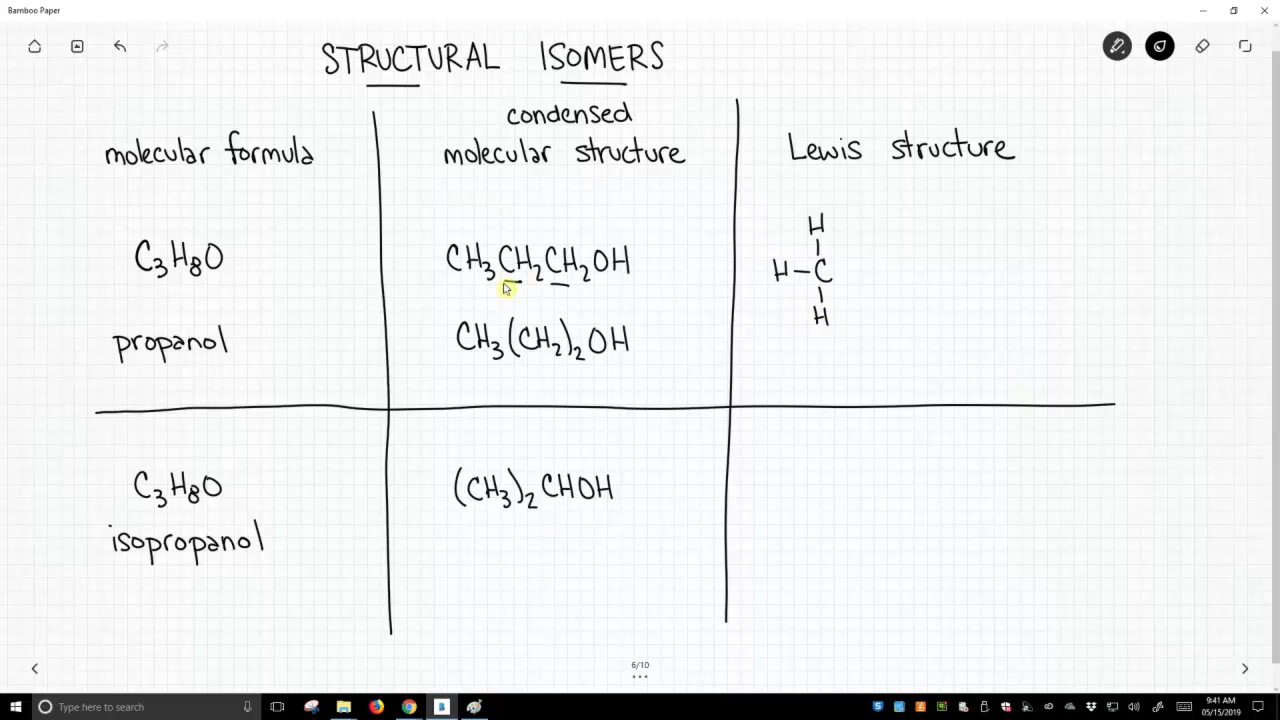 Bamboo Paper
STRUCTURAL ISOMERS
molecular formula
condensed
molecular structure
Lewis structure
C₃H₈O
CH₃CH₂CH₂OH
H
H-C
H
propanol
CH₃(CH₂)₂OH
C₃H₈O
(CH₃)₂CHOH
isopropanol
6/10
Type here to search
9:41 AM
05/15/2019